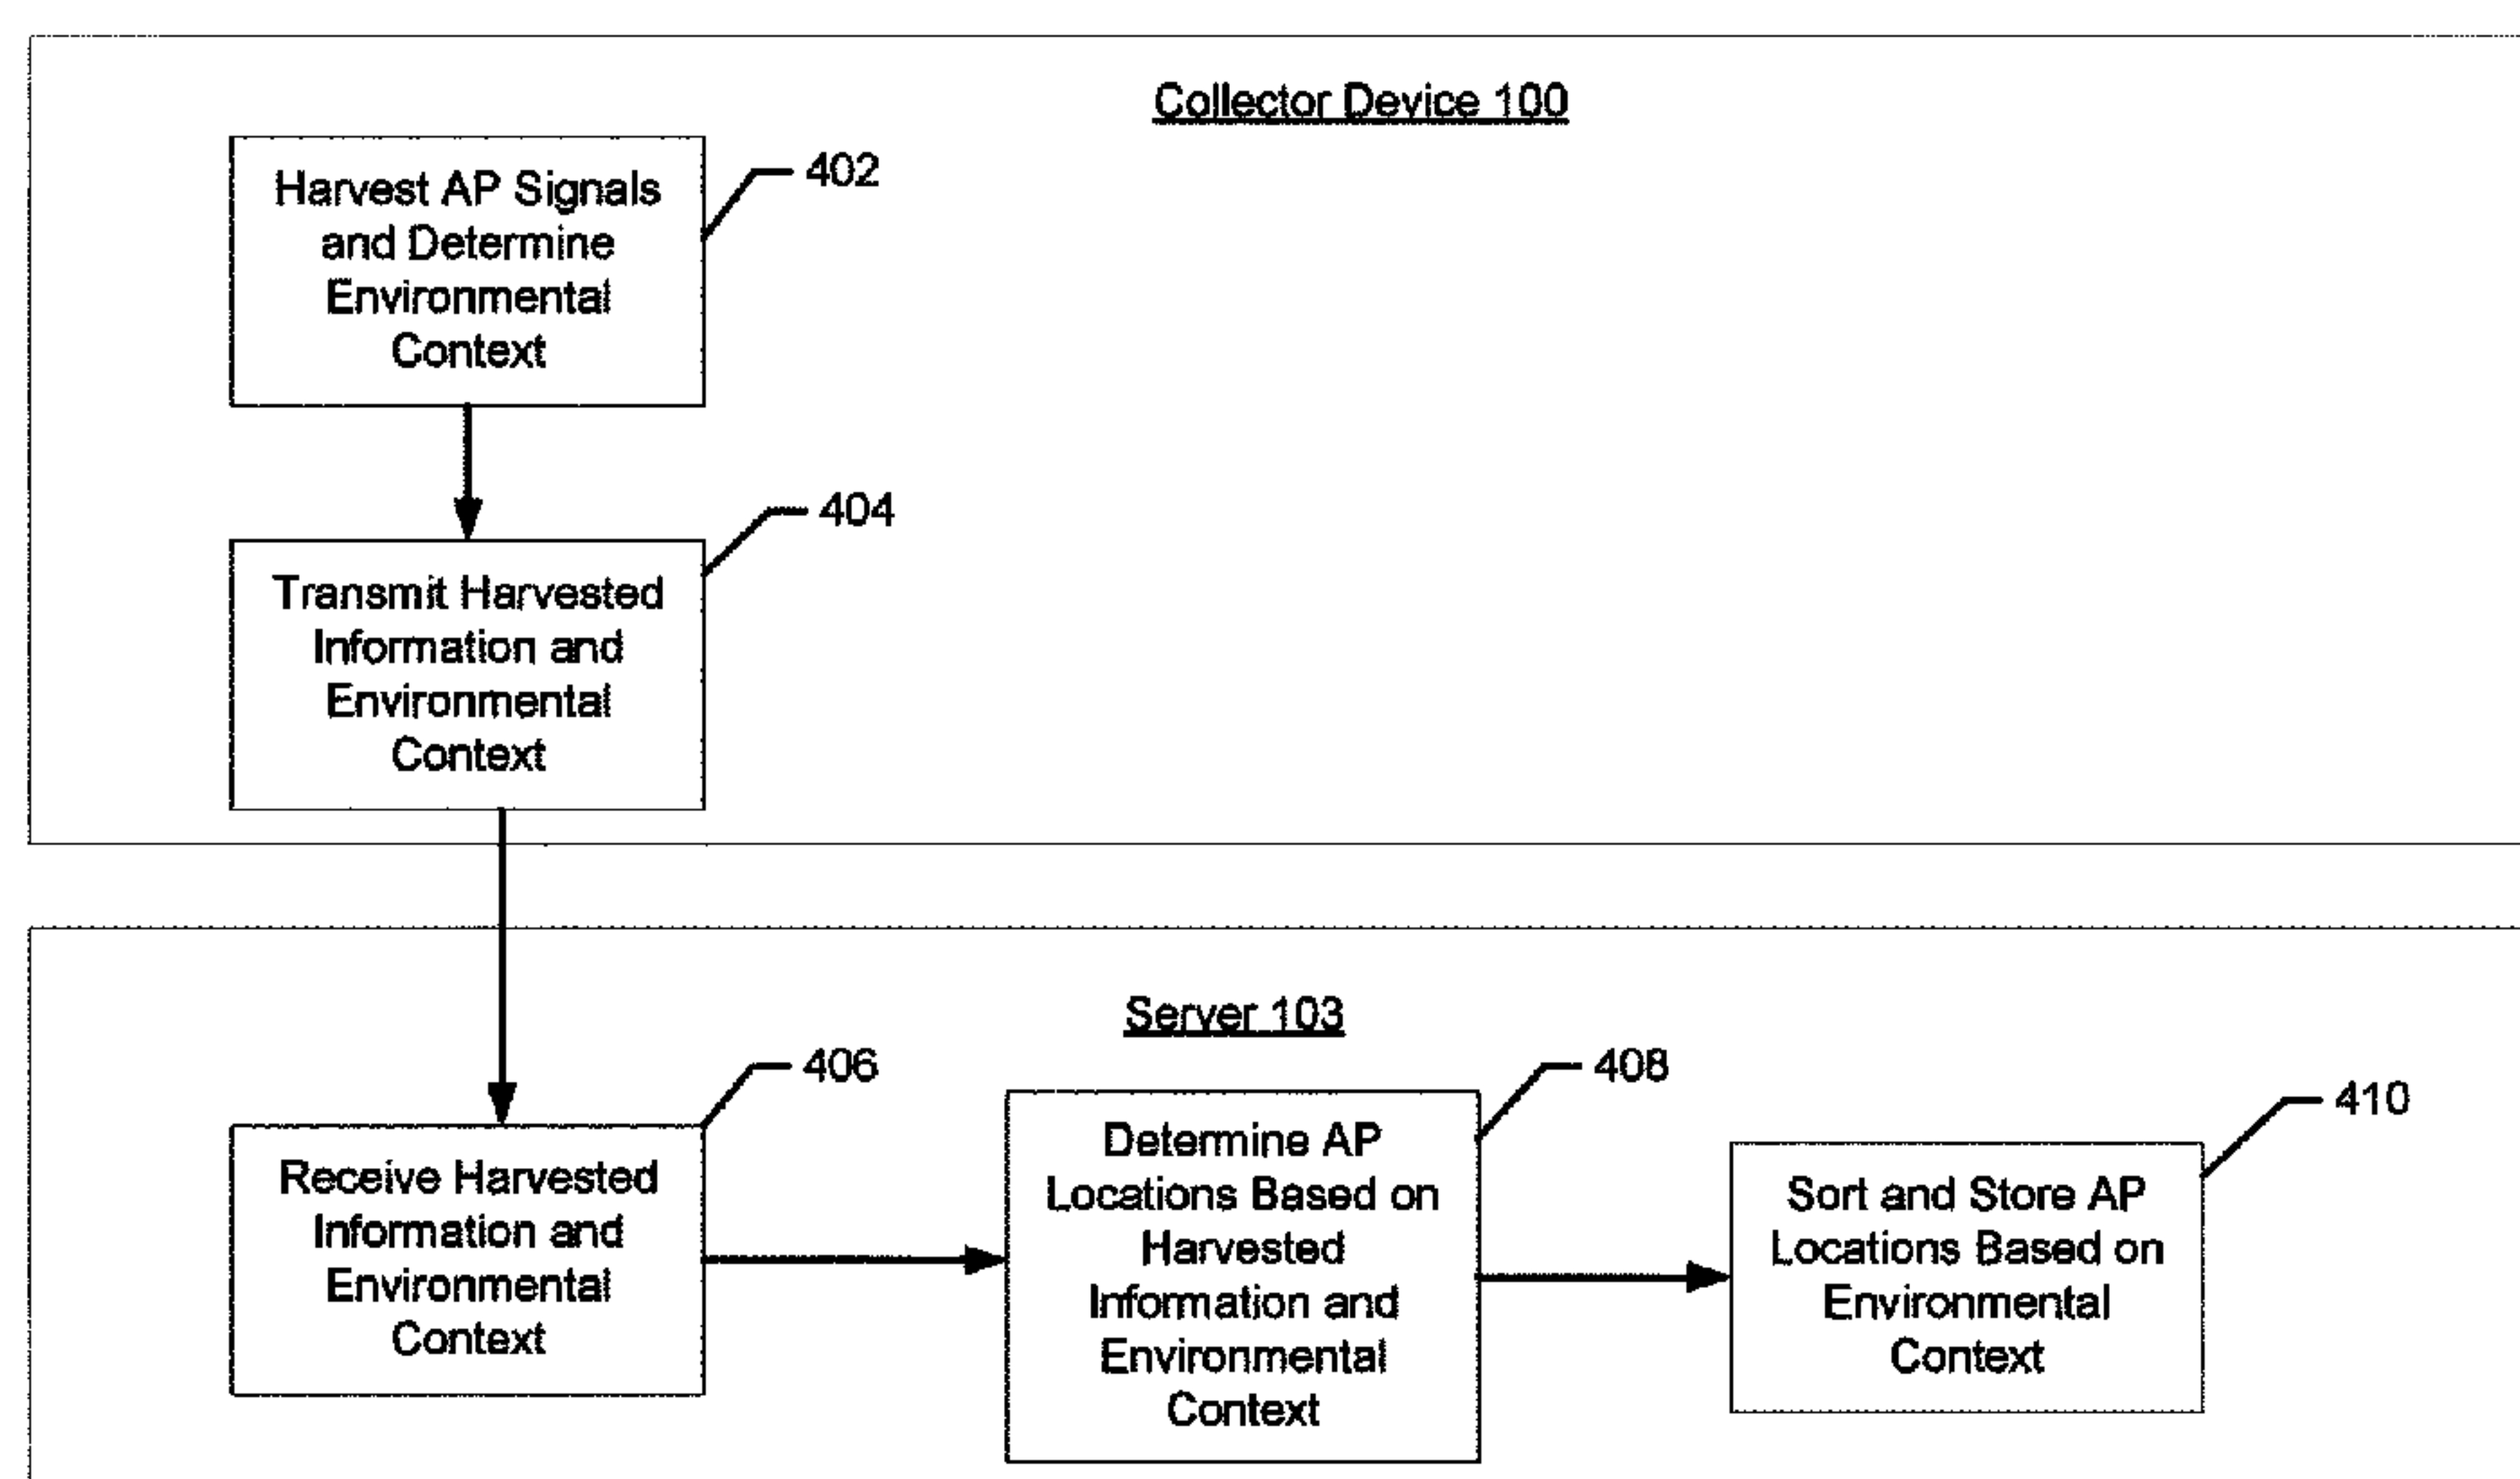 Collector Device 100
Harvest AP Signals
and Determine
Environmental
Context
402
Transmit Harvested
Information and
Environmental
Context
404
Server 103
Receive Harvested
Information and
Environmental
Context
406
Determine AP
Locations Based on
Harvested
Information and
Environmental
Context
408
Sort and Store AP
Locations Based on
Environmental
Context
410